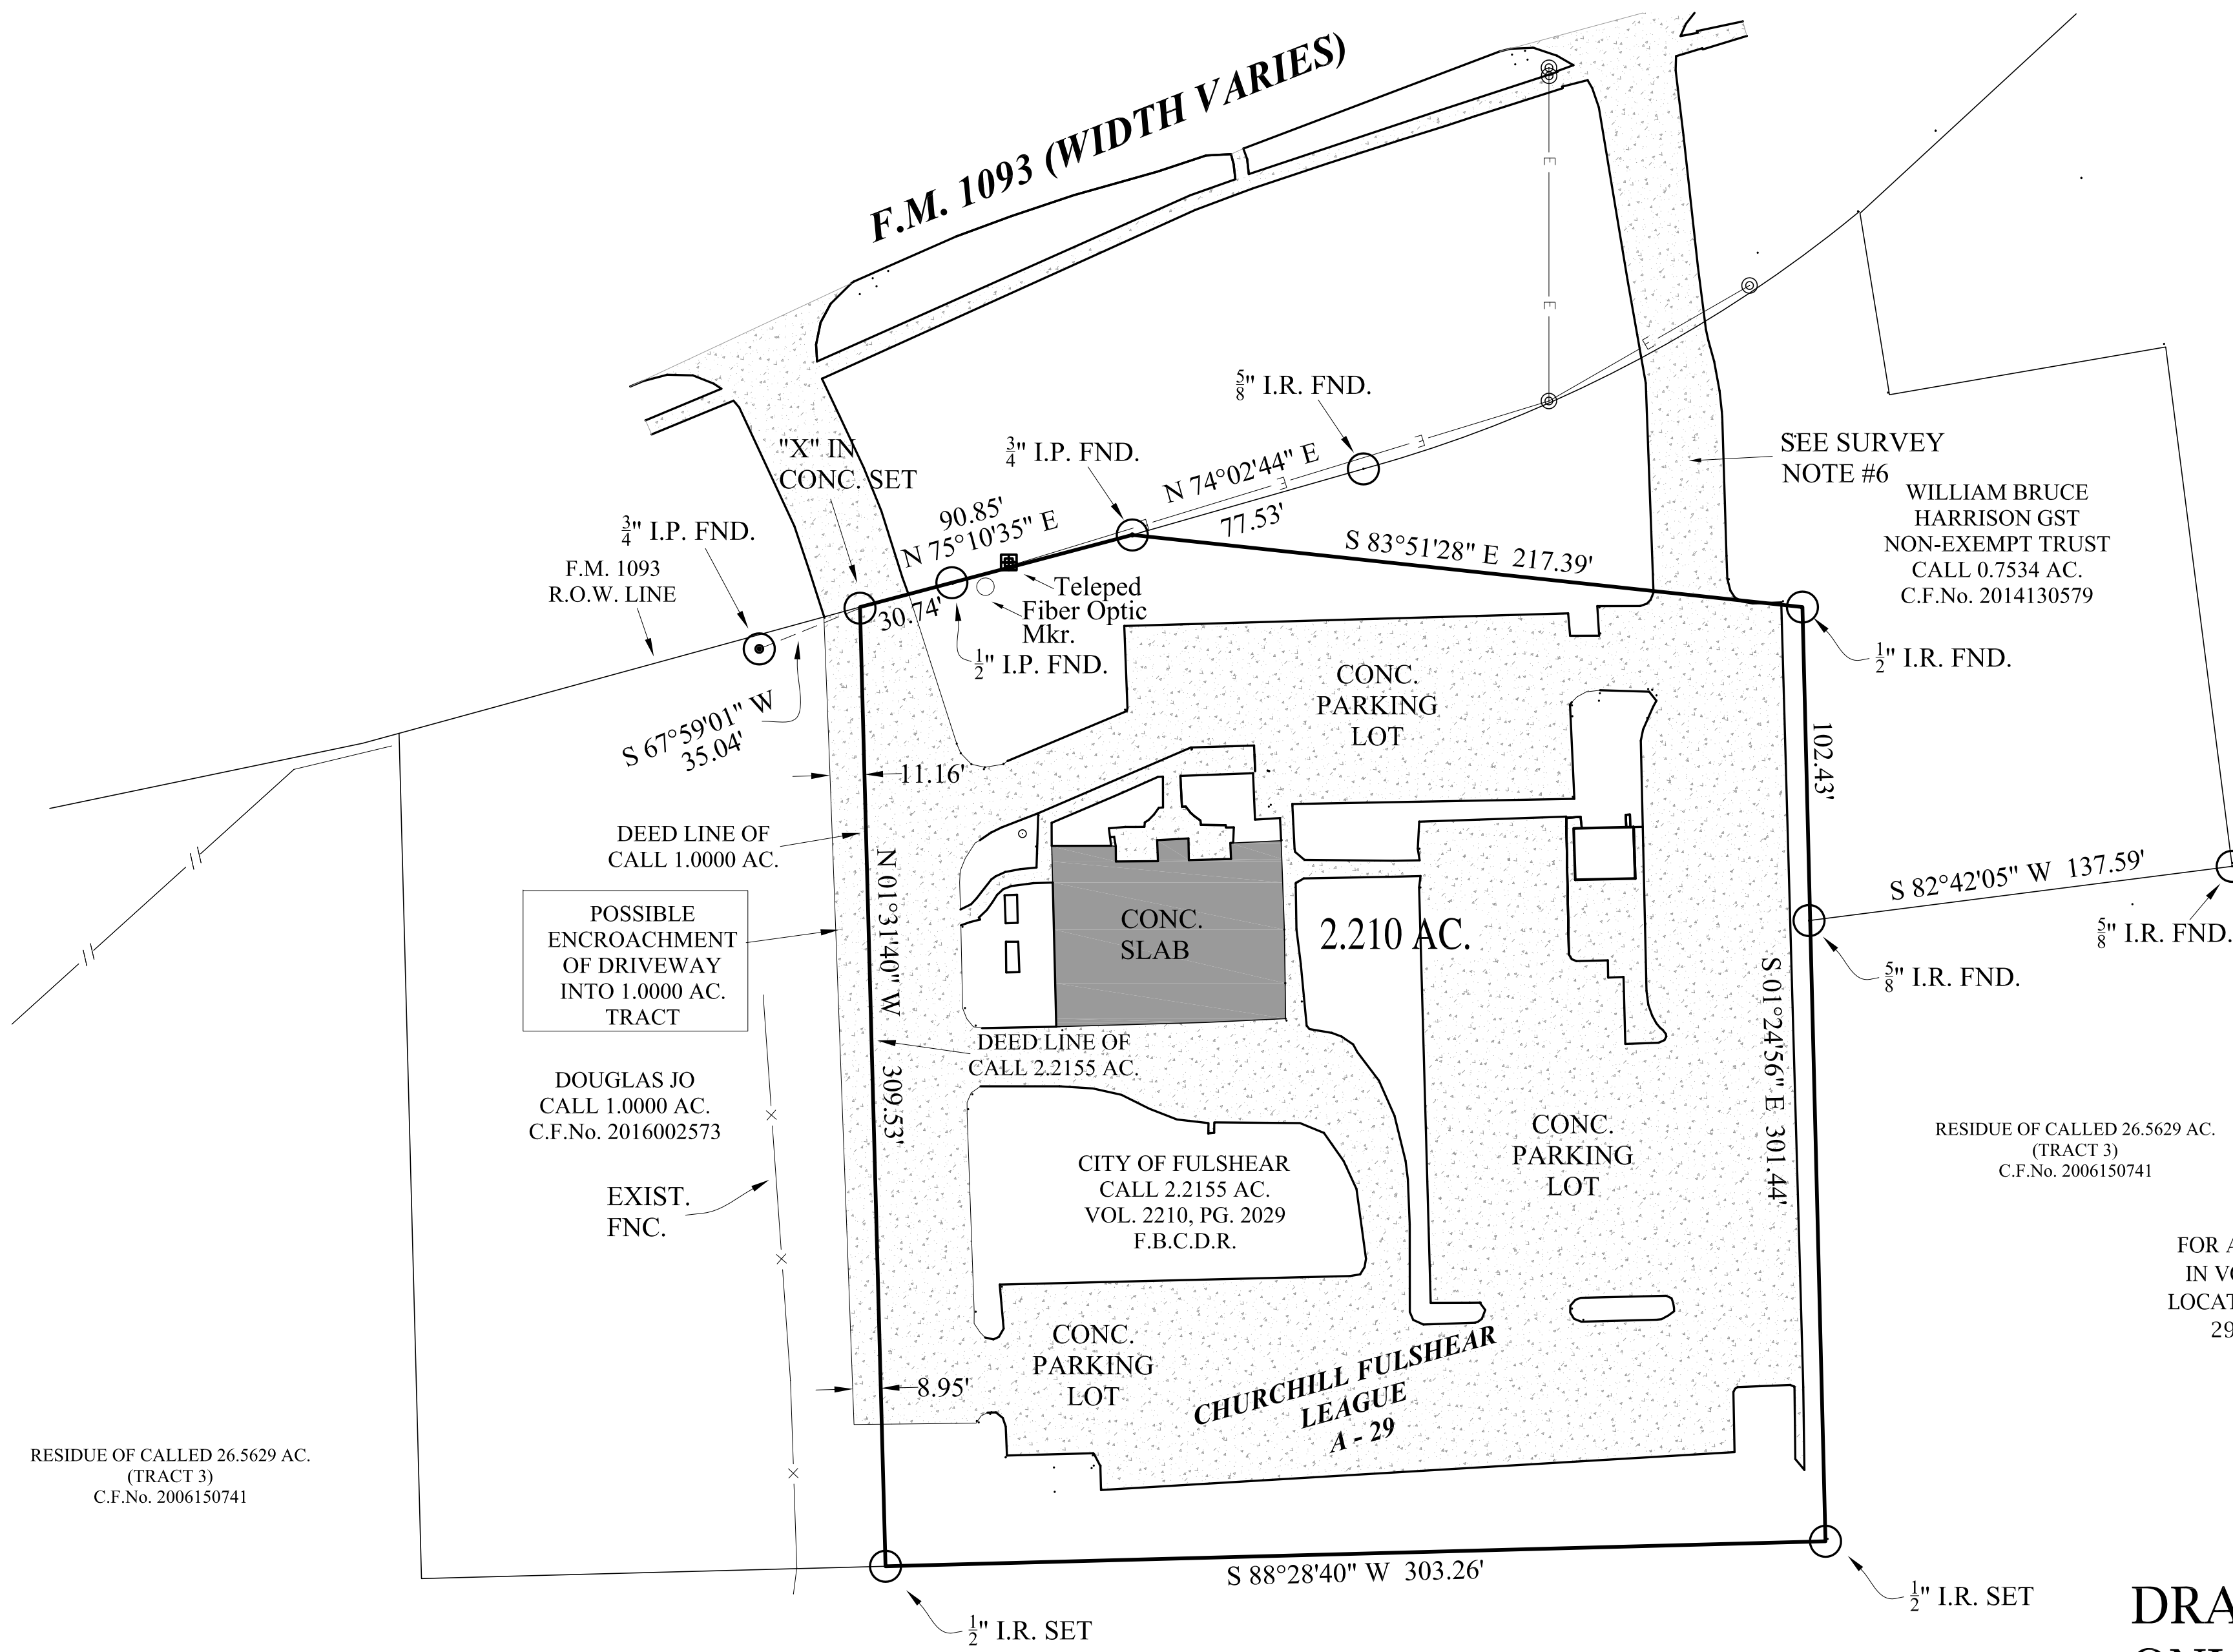 F.M. 1093 (WIDTH VARIES)
5/8" I.R. FND.
"X" IN
CONC. SET
3/4" I.P. FND.
N 74°02'44" E
77.53'
SEE SURVEY
NOTE #6
WILLIAM BRUCE
HARRISON GST
NON-EXEMPT TRUST
CALL 0.7534 AC.
C.F.No. 2014130579
3/4" I.P. FND.
F.M. 1093
R.O.W. LINE
90.85'
N 75°10'35" E
S 83°51'28" E 217.39'
30.74'
Teleped
Fiber Optic
Mkr.
1/2" I.P. FND.
1/2" I.R. FND.
S 67°59'01" W
35.04'
CONC.
PARKING
LOT
102.43'
11.16'
DEED LINE OF
CALL 1.0000 AC.
N 01°31'40" W 309.53'
S 82°42'05" W 137.59'
5/8" I.R. FND.
5/8" I.R. FND.
POSSIBLE
ENCROACHMENT
OF DRIVEWAY
INTO 1.0000 AC.
TRACT
CONC.
SLAB
2.210 AC.
S 01°24'56" E 301.44'
DEED LINE OF
CALL 2.2155 AC.
DOUGLAS JO
CALL 1.0000 AC.
C.F.No. 2016002573
EXIST.
FNC.
CITY OF FULSHEAR
CALL 2.2155 AC.
VOL. 2210, PG. 2029
F.B.C.D.R.
CONC.
PARKING
LOT
RESIDUE OF CALLED 26.5629 AC.
(TRACT 3)
C.F.No. 2006150741
FOR A
IN VO
LOCAT
29
CONC.
PARKING
LOT
8.95'
CHURCHILL FULSHEAR
LEAGUE
A - 29
RESIDUE OF CALLED 26.5629 AC.
(TRACT 3)
C.F.No. 2006150741
S 88°28'40" W 303.26'
1/2" I.R. SET
1/2" I.R. SET
DRA
E
E
E
E
E
E